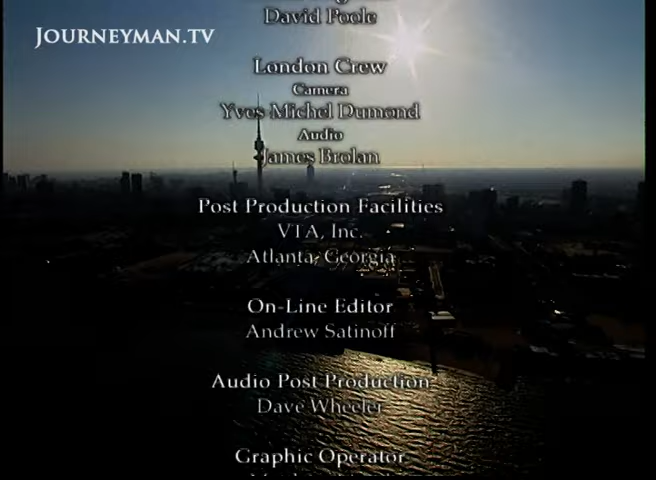 David Poole
JOURNEYMAN.TV
London Crew
Camera
Yves Michel Dumond
Audio
James Brolan
Post Production Facilities
VTA, Inc.
Atlanta, Georgia
On-Line Editor
Andrew Satinoff
Audio Post Production
Dave Wheeler
Graphic Operator